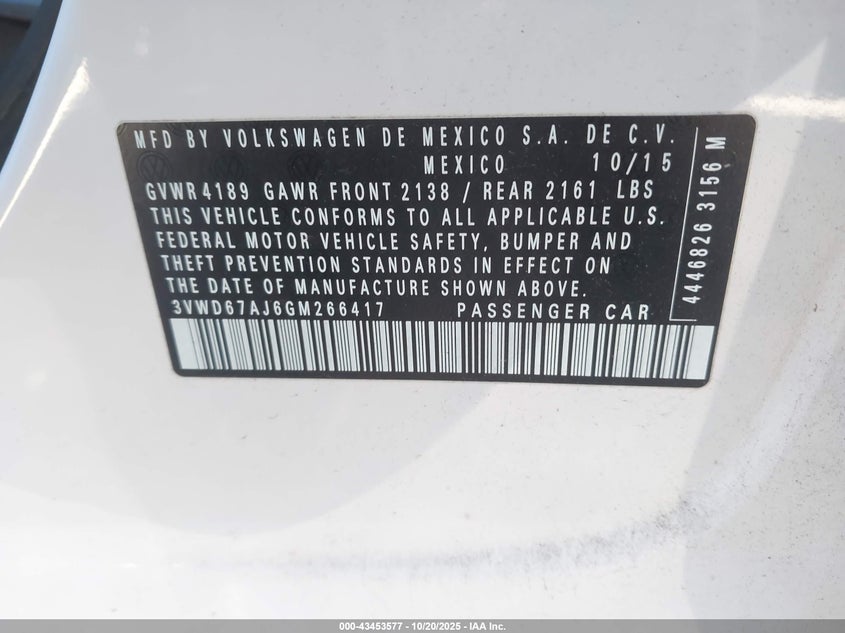 MFD BY VOLKSWAGEN DE MEXICO S.A. DE C.V.
MEXICO 10/15
GVWR 4189 GAWR FRONT 2138 / REAR 2161 LBS
THIS VEHICLE CONFORMS TO ALL APPLICABLE U.S.
FEDERAL MOTOR VEHICLE SAFETY, BUMPER AND
THEFT PREVENTION STANDARDS IN EFFECT ON
THE DATE OF MANUFACTURE SHOWN ABOVE.
3VWD67AJ6GM266417 PASSENGER CAR
4446826 3156 M
000-43453577 - 10/20/2025 - IAA Inc.